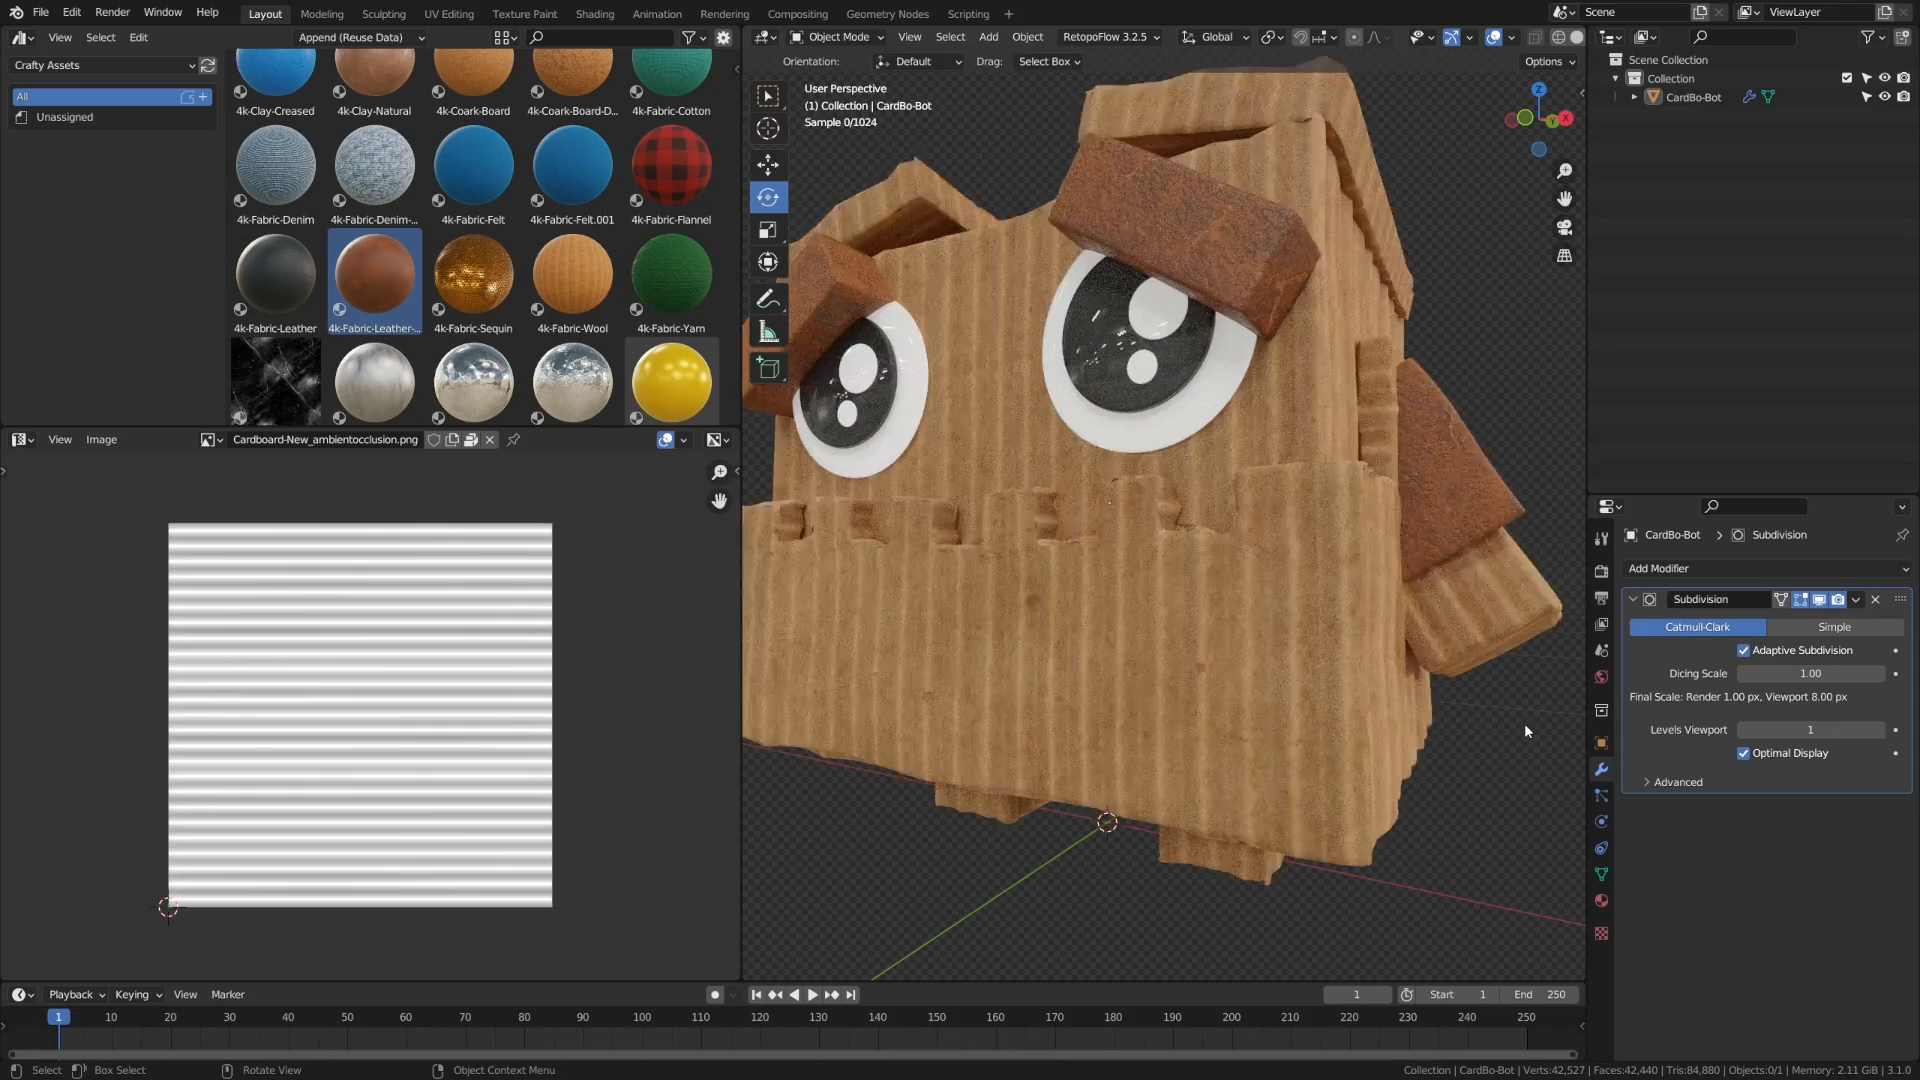 File Edit Render Window Help
Layout Modeling Sculpting UV Editing Texture Paint Shading Animation Rendering Compositing Geometry Nodes Scripting +
Scene
ViewLayer
View Select Edit
Append (Reuse Data)
Crafty Assets
All
Unassigned
4k-Clay-Creased
4k-Clay-Natural
4k-Coark-Board
4k-Coark-Board-D...
4k-Fabric-Cotton
4k-Fabric-Denim
4k-Fabric-Denim-...
4k-Fabric-Felt
4k-Fabric-Felt.001
4k-Fabric-Flannel
4k-Fabric-Leather
4k-Fabric-Leather-...
4k-Fabric-Sequin
4k-Fabric-Wool
4k-Fabric-Yarn
View Image
Cardboard-New_ambientocclusion.png
Object Mode
View Select Add Object
RetopoFlow 3.2.5
Global
Orientation:
Default
Drag:
Select Box
Options
User Perspective
(1) Collection | CardBo-Bot
Sample 0/1024
Z
Y
X
Scene Collection
Collection
CardBo-Bot
CardBo-Bot > Subdivision
Add Modifier
Subdivision
Catmull-Clark
Simple
Adaptive Subdivision
Dicing Scale
1.00
Final Scale: Render 1.00 px, Viewport 8.00 px
Levels Viewport
1
Optimal Display
Advanced
Playback Keying View Marker
1
Start 1
End 250
1 10 20 30 40 50 60 70 80 90 100 110 120 130 140 150 160 170 180 190 200 210 220 230 240 250
Select
Box Select
Rotate View
Object Context Menu
Collection | CardBo-Bot | Verts:42,527 | Faces:42,440 | Tris:84,880 | Objects:0/1 | Memory: 2.11 GiB | 3.1.0